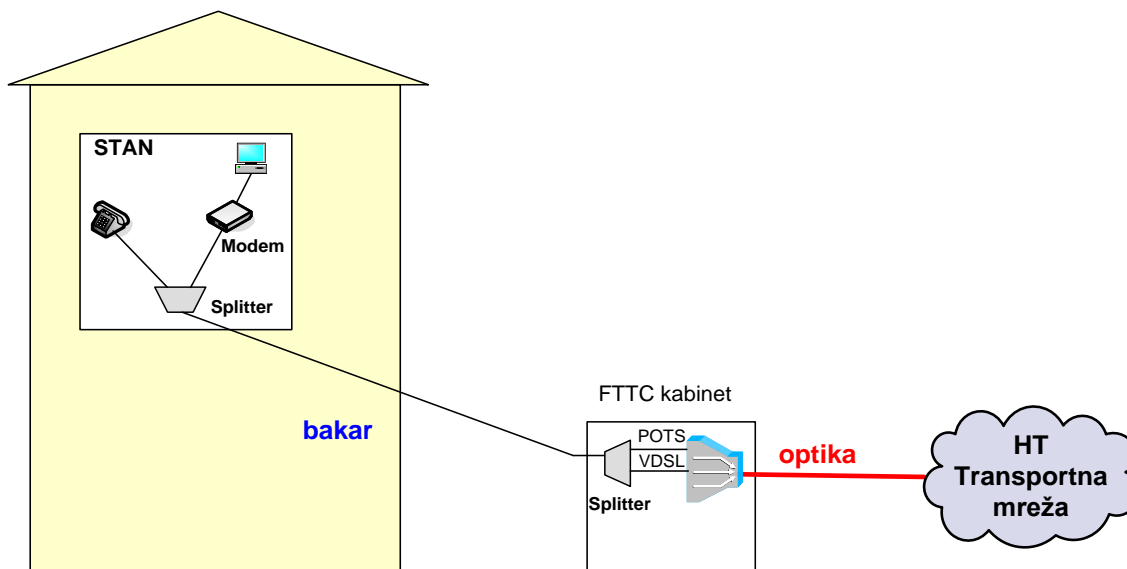 STAN
Modem
Splitter
bakar
FTTC kabinet
POTS
VDSL
Splitter
optika
HT
Transportna
mreža